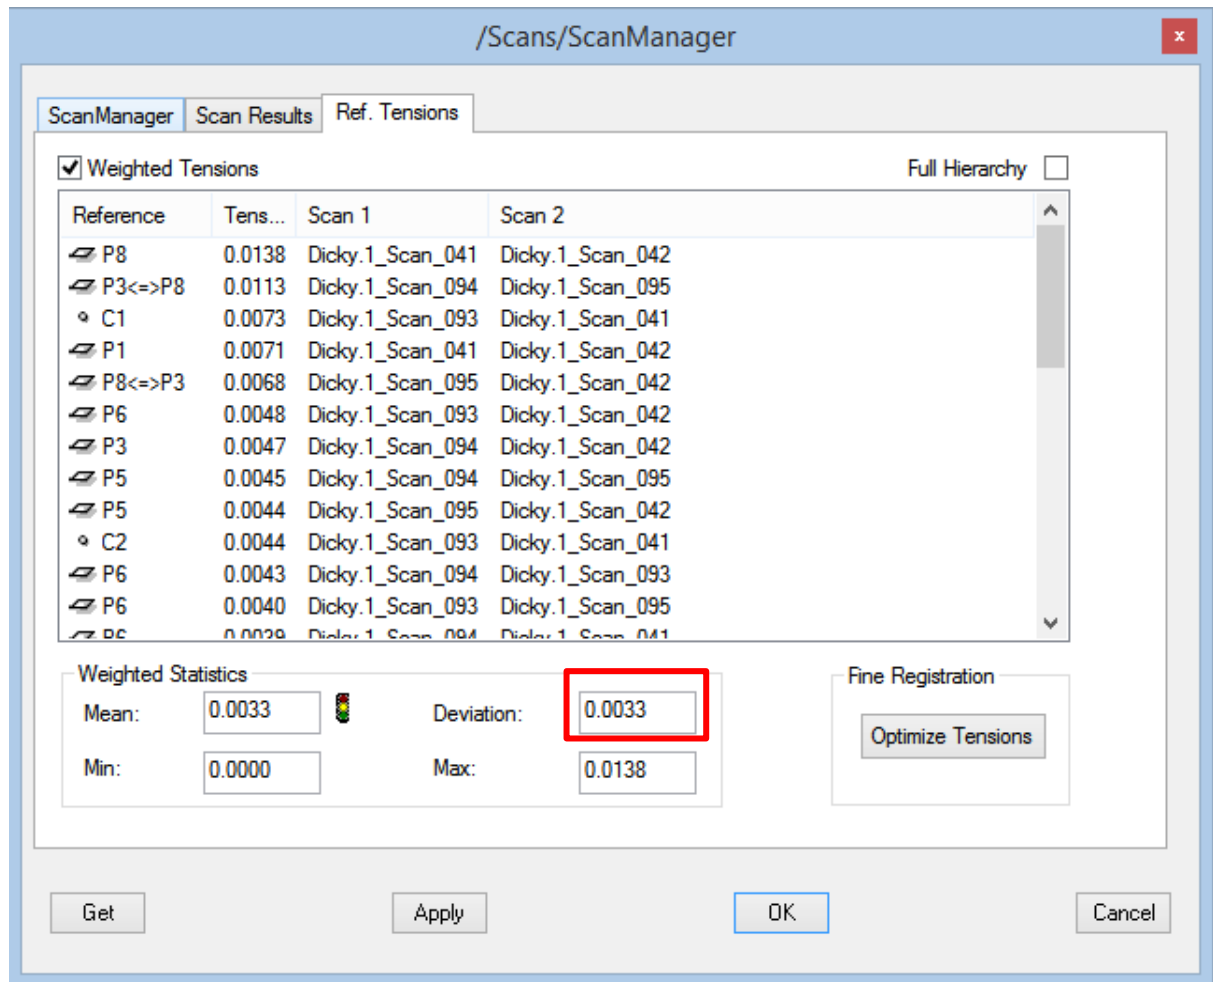 /Scans/ScanManager
x
ScanManager Scan Results Ref. Tensions
Weighted Tensions Full Hierarchy
Reference Tens... Scan 1 Scan 2
P8 0.0138 Dicky.1_Scan_041 Dicky.1_Scan_042
P3<=>P8 0.0113 Dicky.1_Scan_094 Dicky.1_Scan_095
C1 0.0073 Dicky.1_Scan_093 Dicky.1_Scan_041
P1 0.0071 Dicky.1_Scan_041 Dicky.1_Scan_042
P8<=>P3 0.0068 Dicky.1_Scan_095 Dicky.1_Scan_042
P6 0.0048 Dicky.1_Scan_093 Dicky.1_Scan_042
P3 0.0047 Dicky.1_Scan_094 Dicky.1_Scan_042
P5 0.0045 Dicky.1_Scan_094 Dicky.1_Scan_095
P5 0.0044 Dicky.1_Scan_095 Dicky.1_Scan_042
C2 0.0044 Dicky.1_Scan_093 Dicky.1_Scan_041
P6 0.0043 Dicky.1_Scan_094 Dicky.1_Scan_093
P6 0.0040 Dicky.1_Scan_093 Dicky.1_Scan_095
0.0039 Dicky.1_Scan_094 Dicky.1_Scan_041
Weighted Statistics Fine Registration
Mean: 0.0033 Deviation: 0.0033
Optimize Tensions
Min: 0.0000 Max: 0.0138
Get Apply OK Cancel